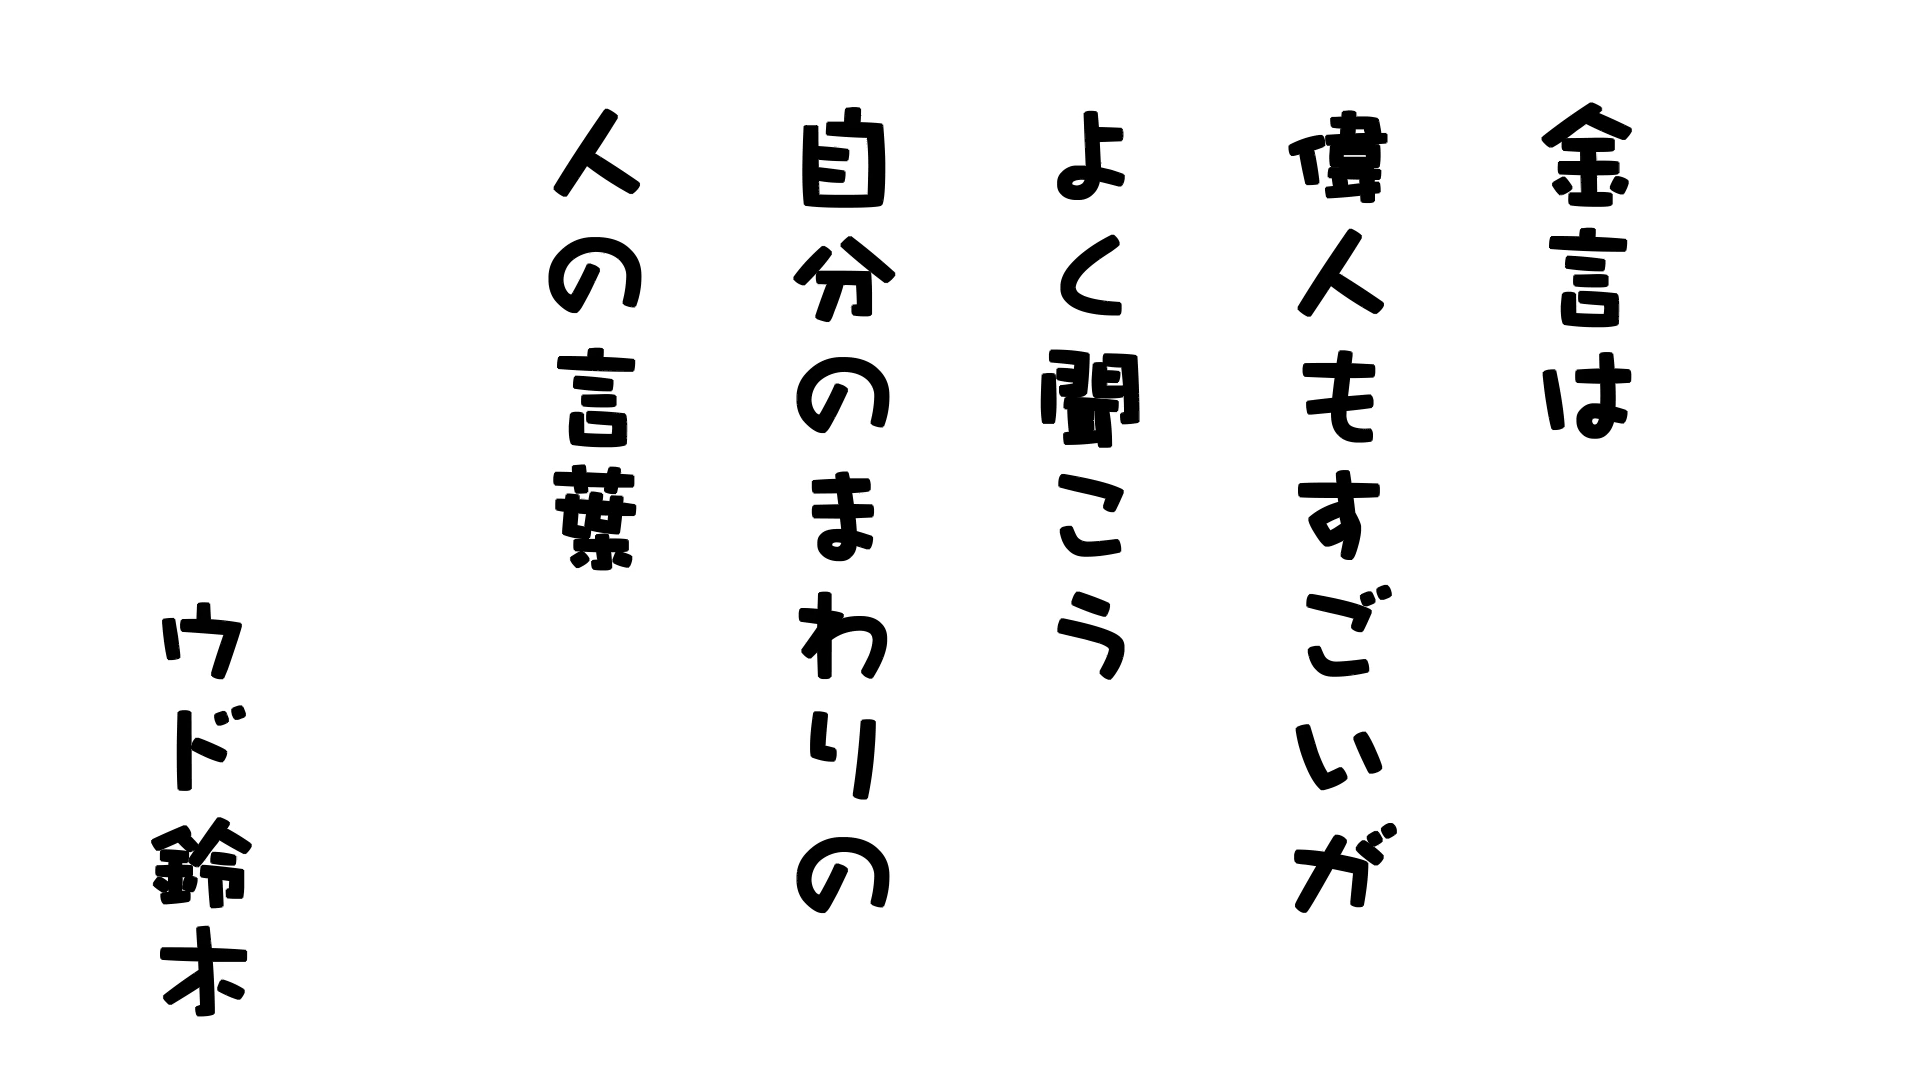 金言は
偉人もすごいが
よく聞こう
自分のまわりの
人の言葉
ウド鈴木